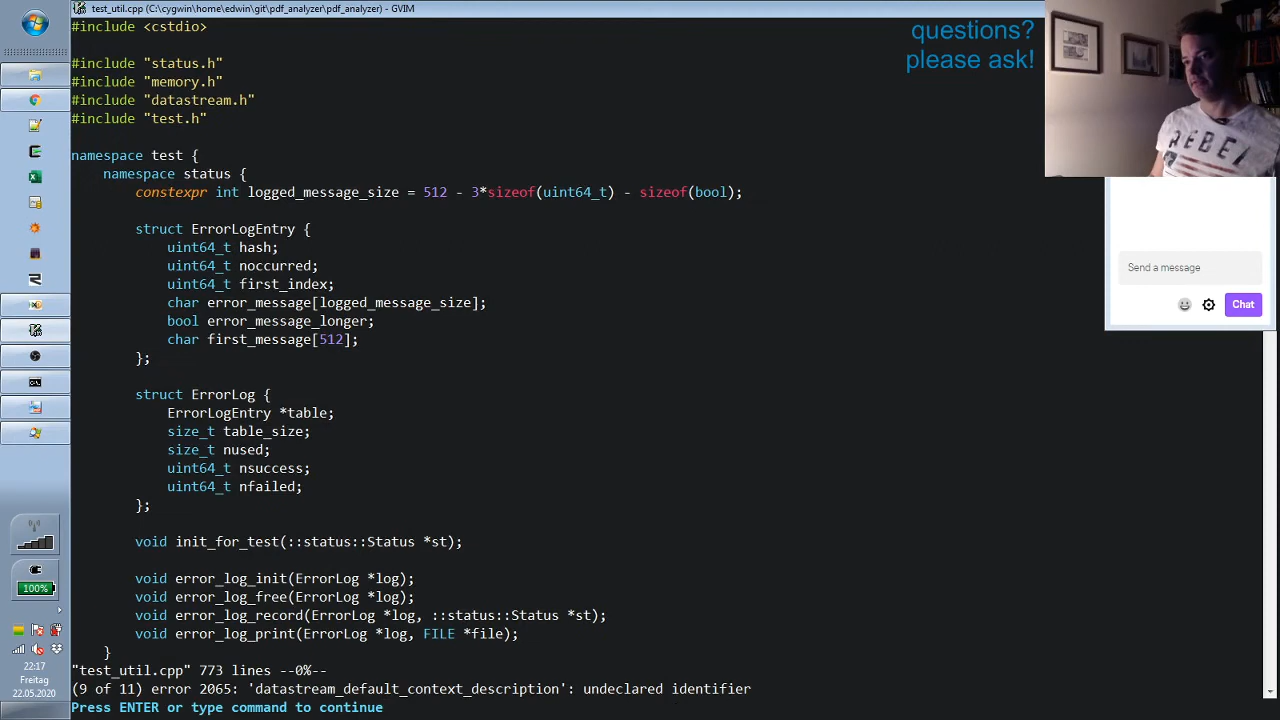 test_util.cpp (C:\cygwin\home\edwin\git\pdf_analyzer\pdf_analyzer) - GVIM
#include <cstdio>
#include "status.h"
#include "memory.h"
#include "datastream.h"
#include "test.h"
namespace test {
namespace status {
constexpr int logged_message_size = 512 - 3*sizeof(uint64_t) - sizeof(bool);
struct ErrorLogEntry {
uint64_t hash;
uint64_t noccurred;
uint64_t first_index;
char error_message[logged_message_size];
bool error_message_longer;
char first_message[512];
};
struct ErrorLog {
ErrorLogEntry *table;
size_t table_size;
size_t nused;
uint64_t nsuccess;
uint64_t nfailed;
};
void init_for_test(::status::Status *st);
void error_log_init(ErrorLog *log);
void error_log_free(ErrorLog *log);
void error_log_record(ErrorLog *log, ::status::Status *st);
void error_log_print(ErrorLog *log, FILE *file);
}
"test_util.cpp" 773 lines --0%--
(9 of 11) error 2065: 'datastream_default_context_description': undeclared identifier
Press ENTER or type command to continue
questions?
please ask!
REBEL
Send a message
Chat
100%
22:17
Freitag
22.05.2020